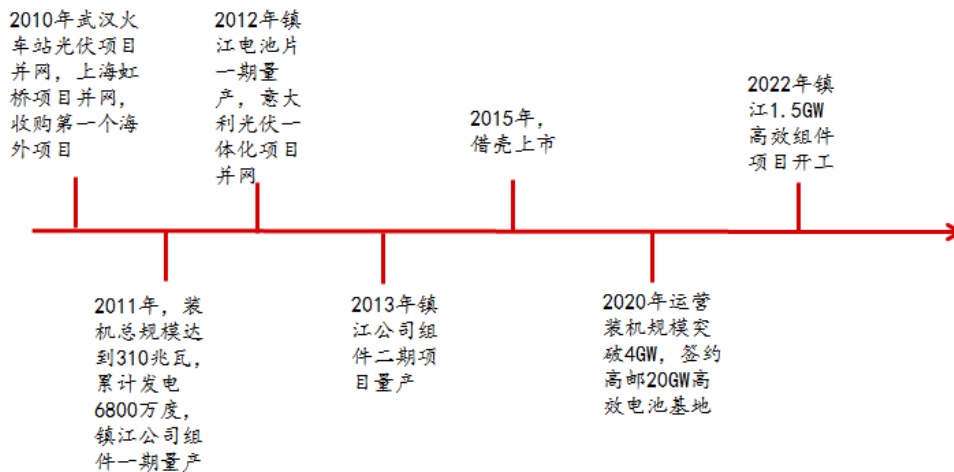 2010年武汉火
车站光伏项目
并网，上海虹
桥项目并网，
收购第一个海
外项目
2011年，装
机总规模达
到310兆瓦，
累计发电
6800万度，
镇江公司组
件一期量产
2012年镇
江电池片
一期量
产，意大
利光伏一
体化项目
并网
2013年镇
江公司组
件二期项
目量产
2015年，
借壳上市
2020年运营
装机规模突
破4GW，签约
高邮20GW高
效电池基地
2022年镇
江1.5GW
高效组件
项目开工